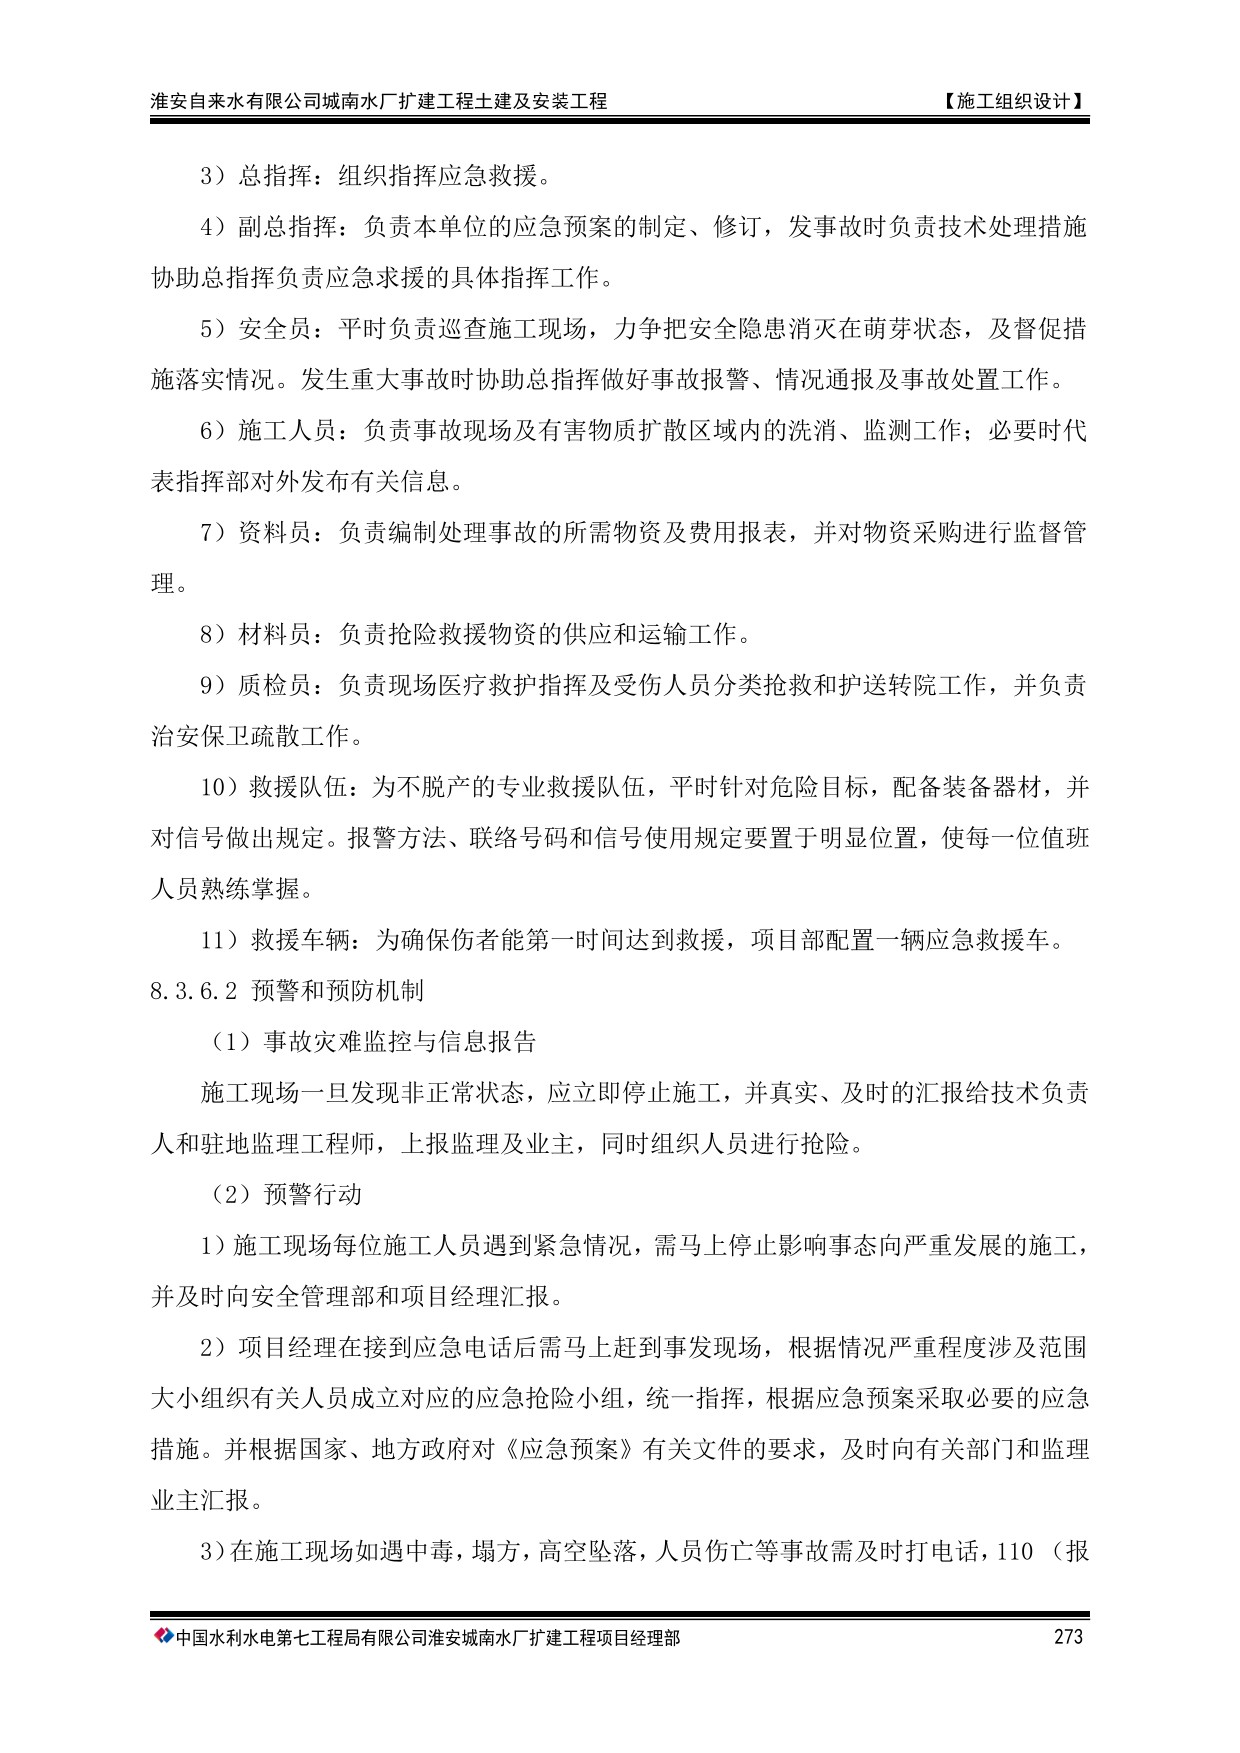 淮安自来水有限公司城南水厂扩建工程土建及安装工程 【施工组织设计】
3）总指挥：组织指挥应急救援。
4）副总指挥：负责本单位的应急预案的制定、修订，发事故时负责技术处理措施
协助总指挥负责应急求援的具体指挥工作。
5）安全员：平时负责巡查施工现场，力争把安全隐患消灭在萌芽状态，及督促措
施落实情况。发生重大事故时协助总指挥做好事故报警、情况通报及事故处置工作。
6）施工人员：负责事故现场及有害物质扩散区域内的洗消、监测工作；必要时代
表指挥部对外发布有关信息。
7）资料员：负责编制处理事故的所需物资及费用报表，并对物资采购进行监督管
理。
8）材料员：负责抢险救援物资的供应和运输工作。
9）质检员：负责现场医疗救护指挥及受伤人员分类抢救和护送转院工作，并负责
治安保卫疏散工作。
10）救援队伍：为不脱产的专业救援队伍，平时针对危险目标，配备装备器材，并
对信号做出规定。报警方法、联络号码和信号使用规定要置于明显位置，使每一位值班
人员熟练掌握。
11）救援车辆：为确保伤者能第一时间达到救援，项目部配置一辆应急救援车。
8.3.6.2 预警和预防机制
（1）事故灾难监控与信息报告
施工现场一旦发现非正常状态，应立即停止施工，并真实、及时的汇报给技术负责
人和驻地监理工程师，上报监理及业主，同时组织人员进行抢险。
（2）预警行动
1）施工现场每位施工人员遇到紧急情况，需马上停止影响事态向严重发展的施工，
并及时向安全管理部和项目经理汇报。
2）项目经理在接到应急电话后需马上赶到事发现场，根据情况严重程度涉及范围
大小组织有关人员成立对应的应急抢险小组，统一指挥，根据应急预案采取必要的应急
措施。并根据国家、地方政府对《应急预案》有关文件的要求，及时向有关部门和监理
业主汇报。
3）在施工现场如遇中毒，塌方，高空坠落，人员伤亡等事故需及时打电话，110 （报
中国水利水电第七工程局有限公司淮安城南水厂扩建工程项目经理部 273